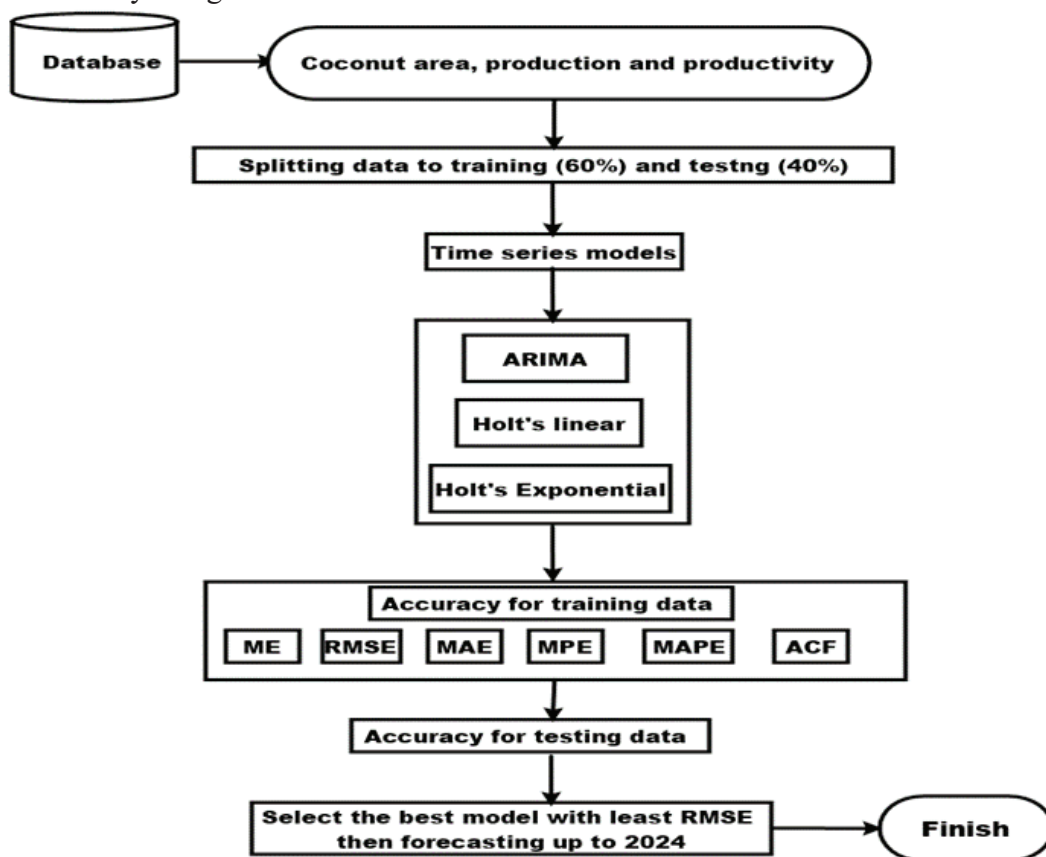 Database
Coconut area, production and productivity
Splitting data to training (60%) and testng (40%)
Time series models
ARIMA
Holt's linear
Holt's Exponential
Accuracy for training data
ME RMSE MAE MPE MAPE ACF
Accuracy for testing data
Select the best model with least RMSE
then forecasting up to 2024
Finish